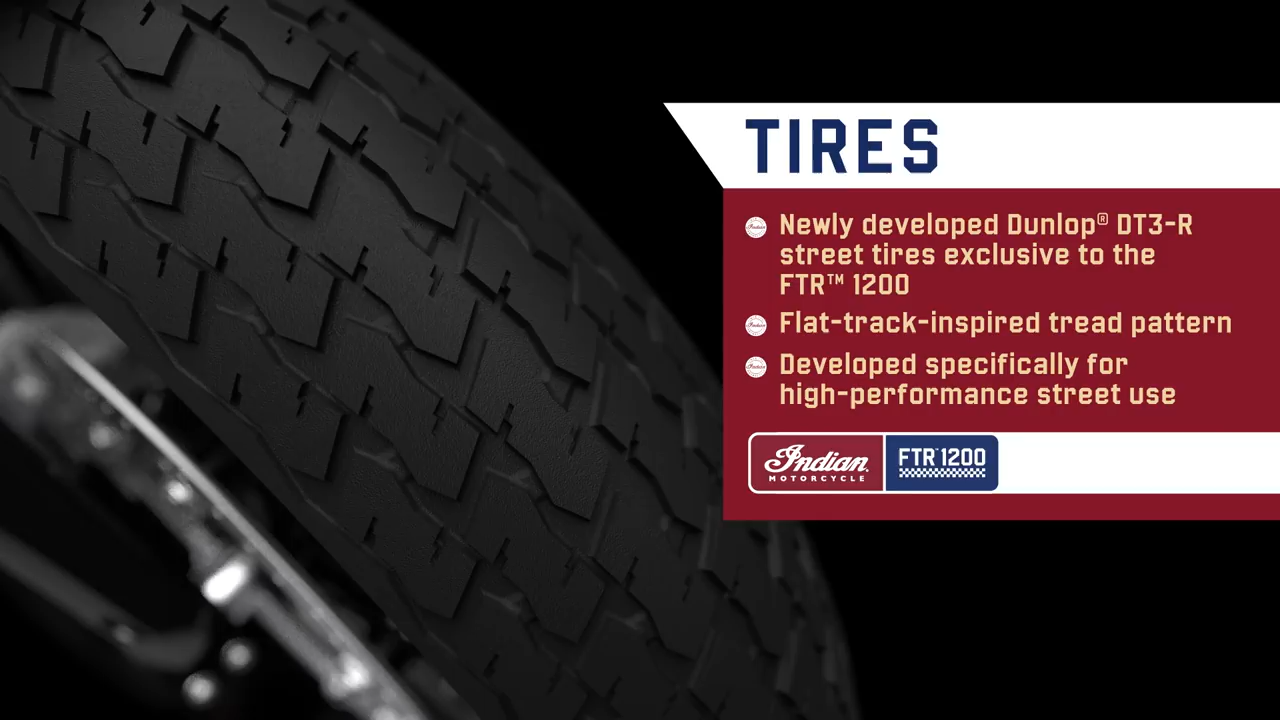 TIRES
Newly developed Dunlop® DT3-R
street tires exclusive to the
FTR™ 1200
Flat-track-inspired tread pattern
Developed specifically for
high-performance street use
Indian
MOTORCYCLE
FTR 1200